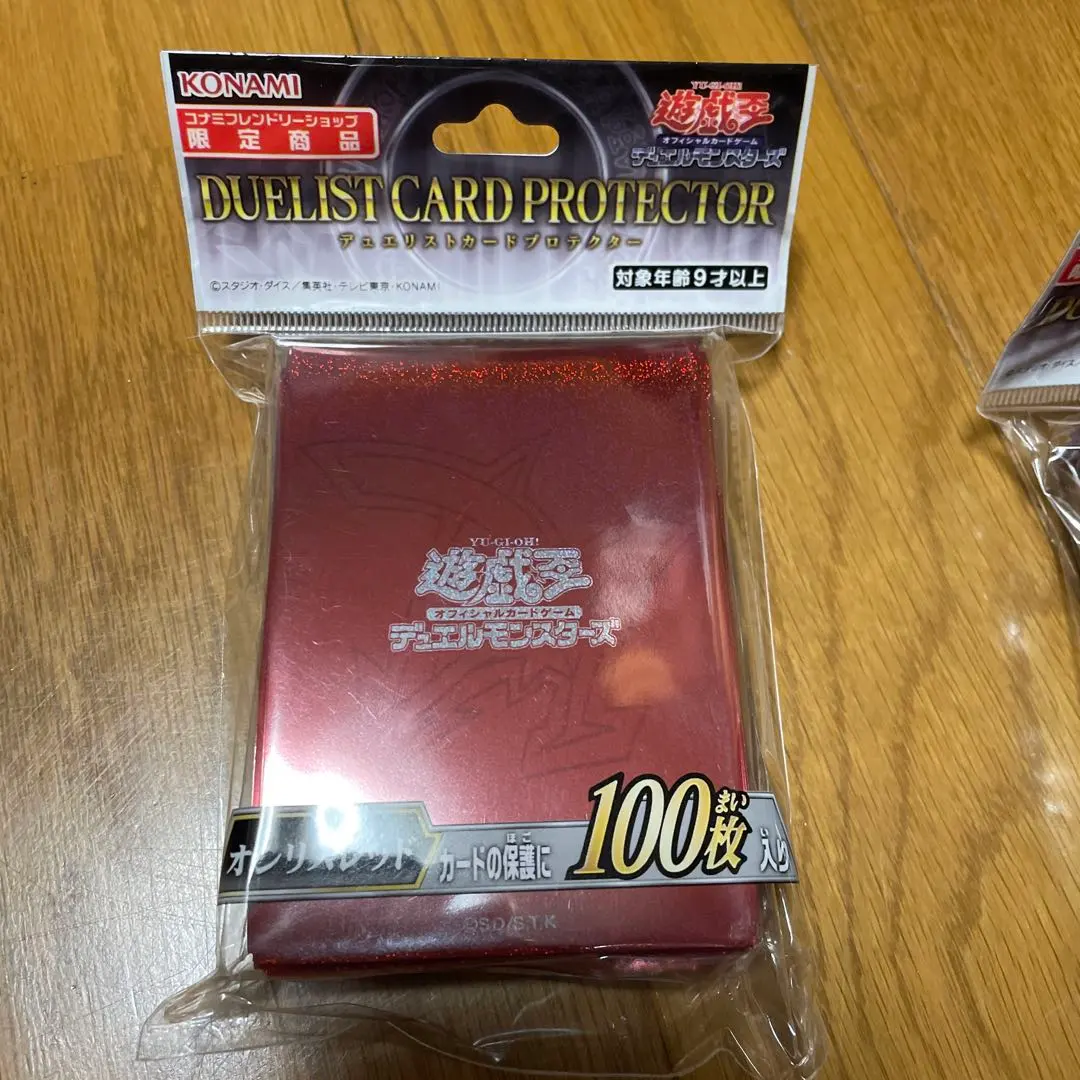 KONAMI
コナミフレンドリーショップ
限定商品
YU-GI-OH!
遊戯王
オフィシャルカードゲーム
デュエルモンスターズ
DUELIST CARD PROTECTOR
デュエリストカードプロテクター
©スタジオ・ダイス/集英社・テレビ東京・KONAMI
対象年齢9才以上
YU-GI-OH!
遊戯王
オフィシャルカードゲーム
デュエルモンスターズ
オシリスレッド
ほご
カードの保護に
まい
100枚
い
入り
©SD/S.T.K